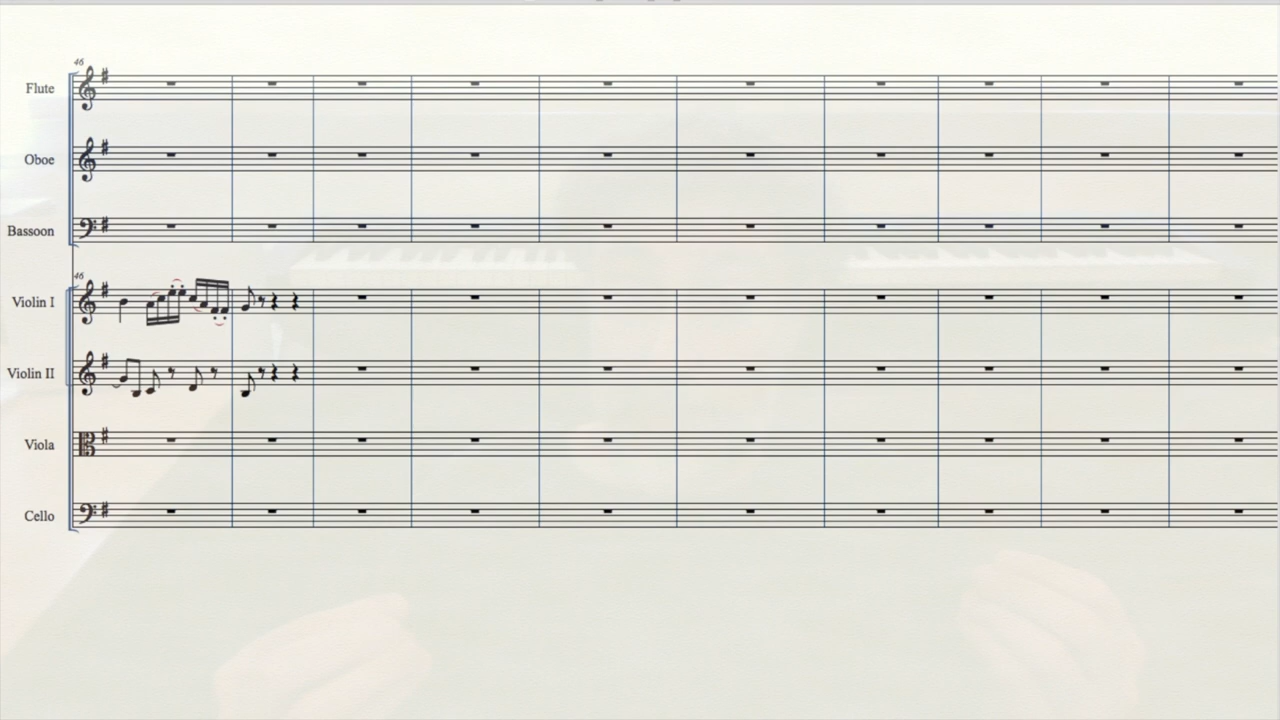 46
Flute
Oboe
Bassoon
46
Violin I
Violin II
Viola
Cello